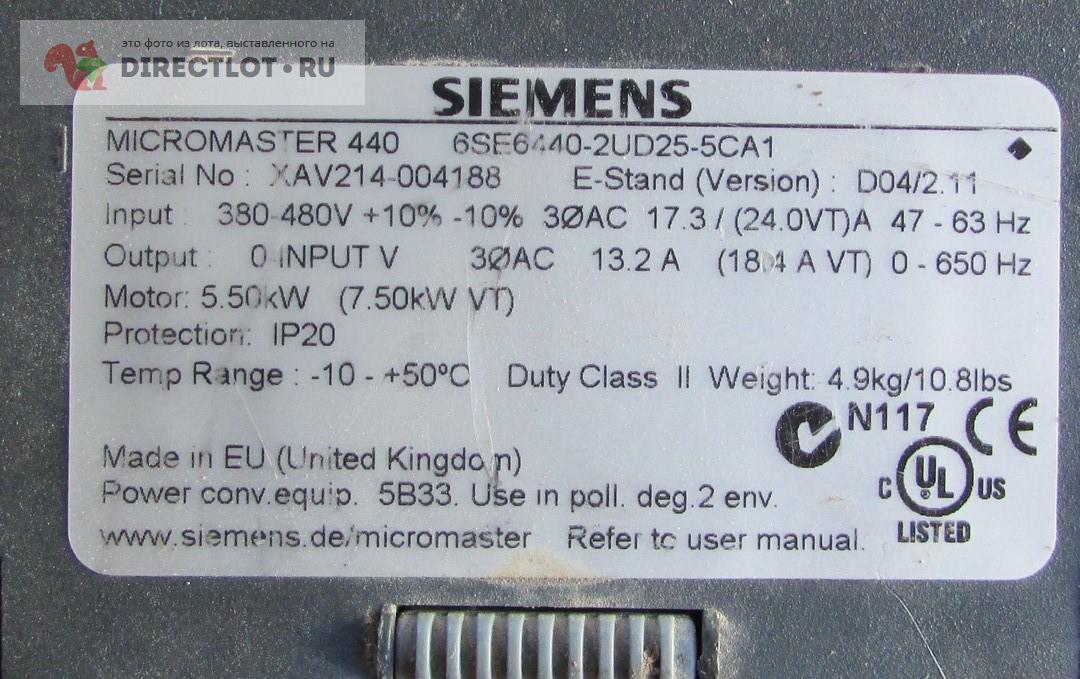 это фото из лота, выставленного на
DIRECTLOT.RU
SIEMENS
MICROMASTER 440 6SE6440-2UD25-5CA1
Serial No : XAV214-004188 E-Stand (Version) : D04/2.11
Input : 380-480V +10% -10% 3ØAC 17.3 / (24.0VT)A 47 - 63 Hz
Output : 0-INPUT V 3ØAC 13.2 A (18.4 A VT) 0 - 650 Hz
Motor: 5.50kW (7.50kW VT)
Protection: IP20
Temp Range : -10 - +50ºC Duty Class II Weight: 4.9kg/10.8lbs
N117 CE
Made in EU (United Kingdom)
C UL US
Power conv.equip. 5B33. Use in poll. deg.2 env.
www.siemens.de/micromaster Refer to user manual.
LISTED